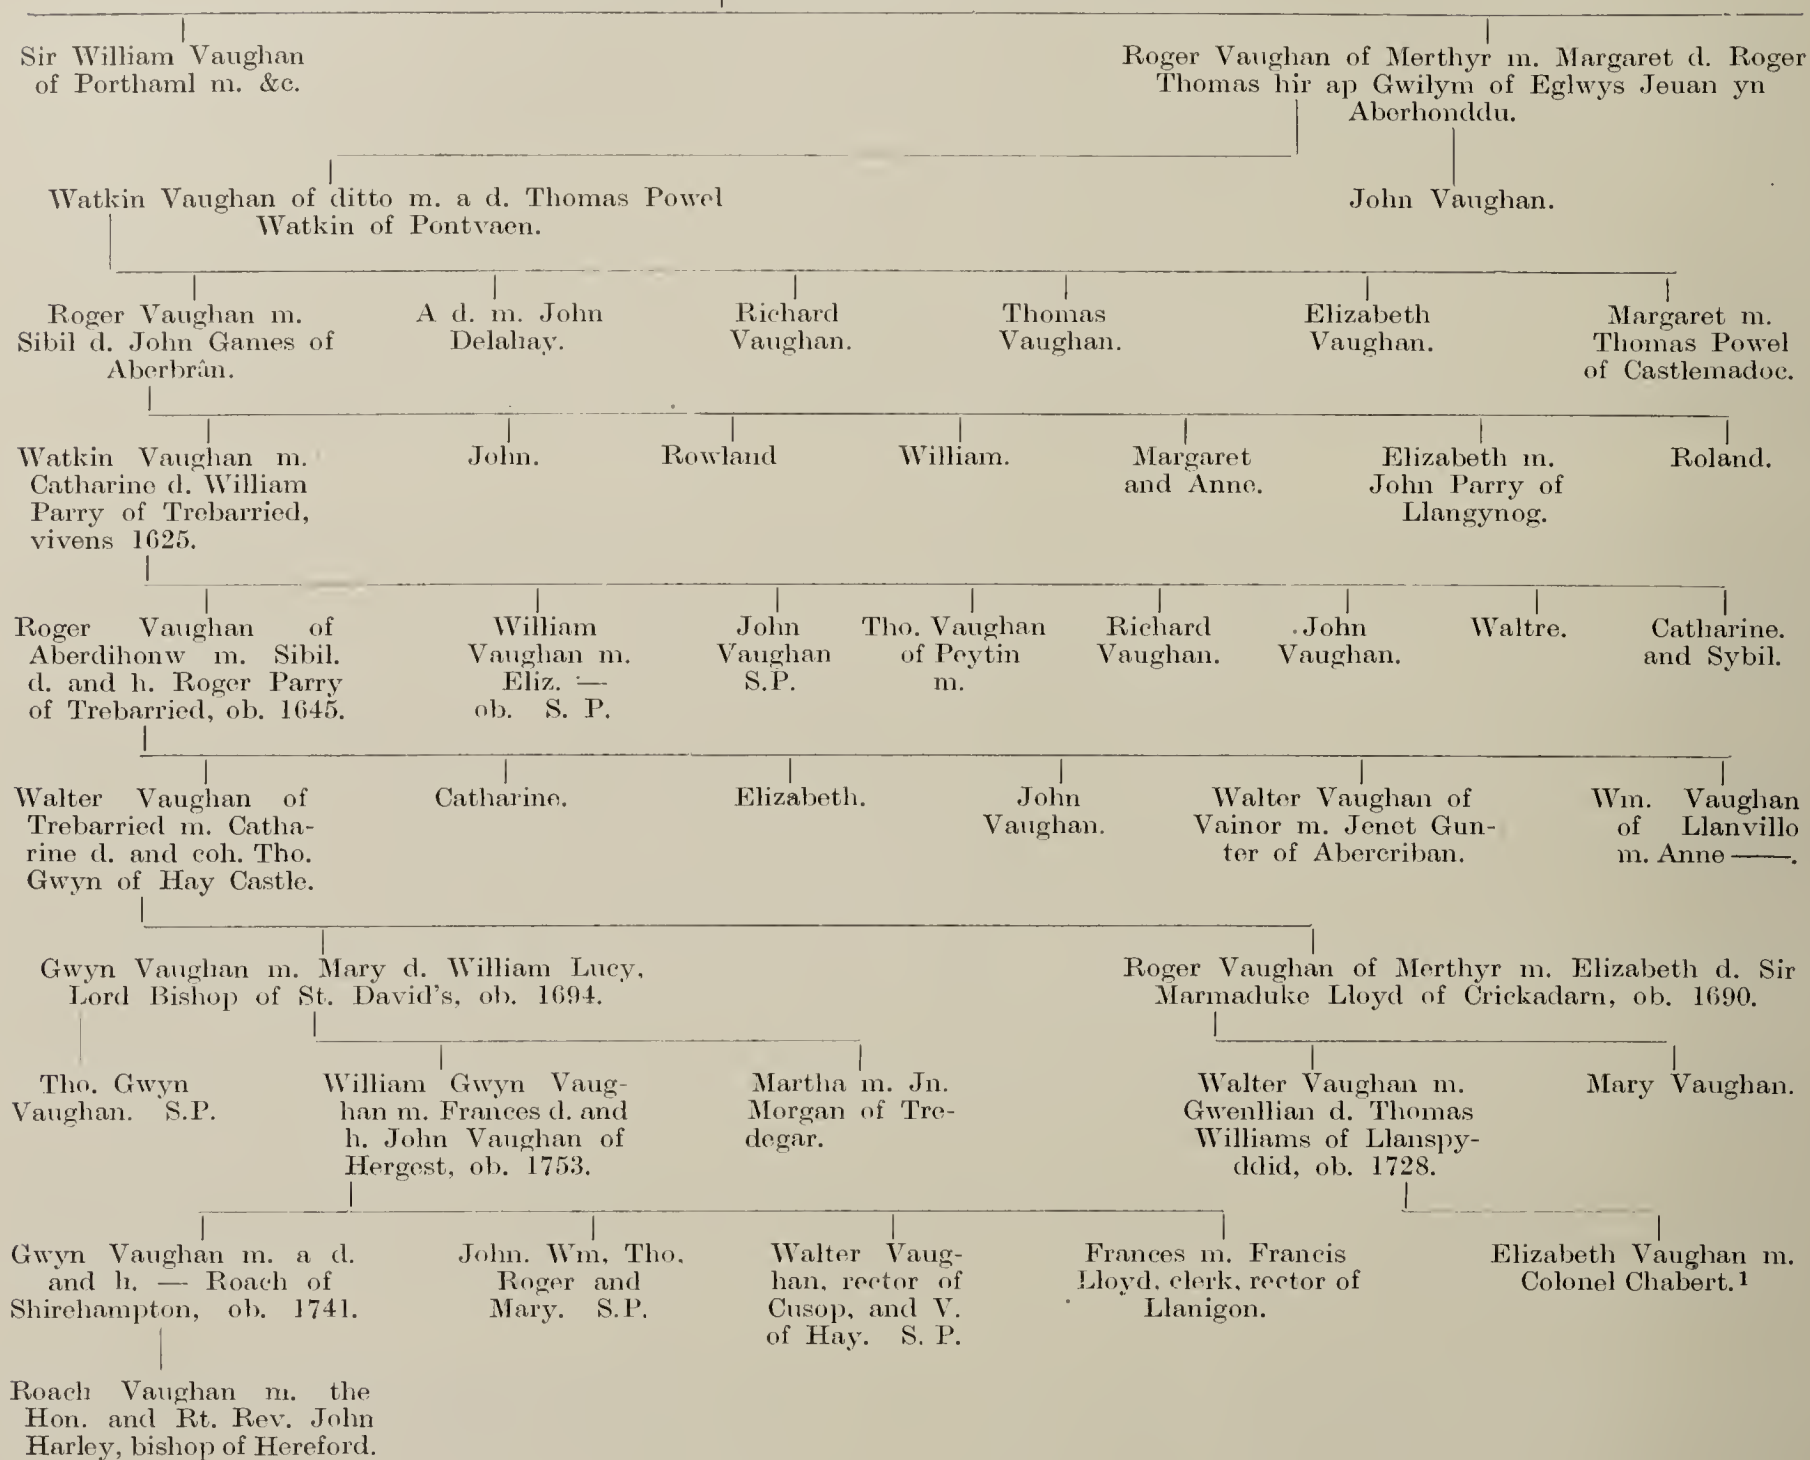 Sir William Vaughan
of Porthaml m. &c.
Roger Vaughan of Merthyr m. Margaret d. Roger
Thomas hir ap Gwilym of Eglwys Jeuan yn
Aberhonddu.
Watkin Vaughan of ditto m. a d. Thomas Powel
Watkin of Pontvaen.
John Vaughan.
Roger Vaughan m.
Sibil d. John Games of
Aberbrân.
A d. m. John
Delahay.
Richard
Vaughan.
Thomas
Vaughan.
Elizabeth
Vaughan.
Margaret m.
Thomas Powel
of Castlemadoc.
Watkin Vaughan m.
Catharine d. William
Parry of Trebarried,
vivens 1625.
John.
Rowland
William.
Margaret
and Anne.
Elizabeth m.
John Parry of
Llangynog.
Roland.
Roger Vaughan of
Aberdihonw m. Sibil.
d. and h. Roger Parry
of Trebarried, ob. 1645.
William
Vaughan m.
Eliz. —
ob. S. P.
John
Vaughan
S.P.
Tho. Vaughan
of Peytin
m.
Richard
Vaughan.
John
Vaughan.
Waltre.
Catharine.
and Sybil.
Walter Vaughan of
Trebarried m. Catha-
rine d. and coh. Tho.
Gwyn of Hay Castle.
Catharine.
Elizabeth.
John
Vaughan.
Walter Vaughan of
Vainor m. Jenet Gun-
ter of Abercriban.
Wm. Vaughan
of Llanvillo
m. Anne ——.
Gwyn Vaughan m. Mary d. William Lucy,
Lord Bishop of St. David's, ob. 1694.
Roger Vaughan of Merthyr m. Elizabeth d. Sir
Marmaduke Lloyd of Crickadarn, ob. 1690.
Tho. Gwyn
Vaughan. S.P.
William Gwyn Vaug-
han m. Frances d. and
h. John Vaughan of
Hergest, ob. 1753.
Martha m. Jn.
Morgan of Tre-
degar.
Walter Vaughan m.
Gwenllian d. Thomas
Williams of Llanspy-
ddid, ob. 1728.
Mary Vaughan.
Gwyn Vaughan m. a d.
and h. — Roach of
Shirehampton, ob. 1741.
John. Wm, Tho.
Roger and
Mary. S.P.
Walter Vaug-
han, rector of
Cusop, and V.
of Hay. S. P.
Frances m. Francis
Lloyd, clerk, rector of
Llanigon.
Elizabeth Vaughan m.
Colonel Chabert.¹
Roach Vaughan m. the
Hon. and Rt. Rev. John
Harley, bishop of Hereford.